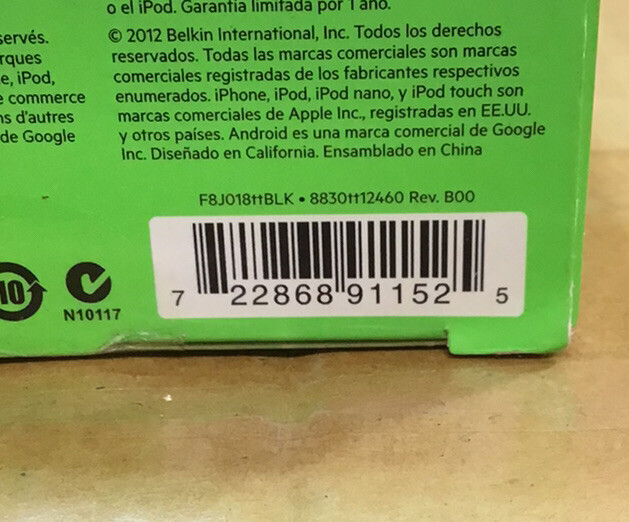 servés.
rques
e, iPod,
e commerce
ns d'autres
de Google
o el iPod. Garantía limitada por 1 año.
© 2012 Belkin International, Inc. Todos los derechos
reservados. Todas las marcas comerciales son marcas
comerciales registradas de los fabricantes respectivos
enumerados. iPhone, iPod, iPod nano, y iPod touch son
marcas comerciales de Apple Inc., registradas en EE.UU.
y otros países. Android es una marca comercial de Google
Inc. Diseñado en California. Ensamblado en China
F8J018ttBLK • 8830tt12460 Rev. B00
10
N10117
7 22868 91152 5